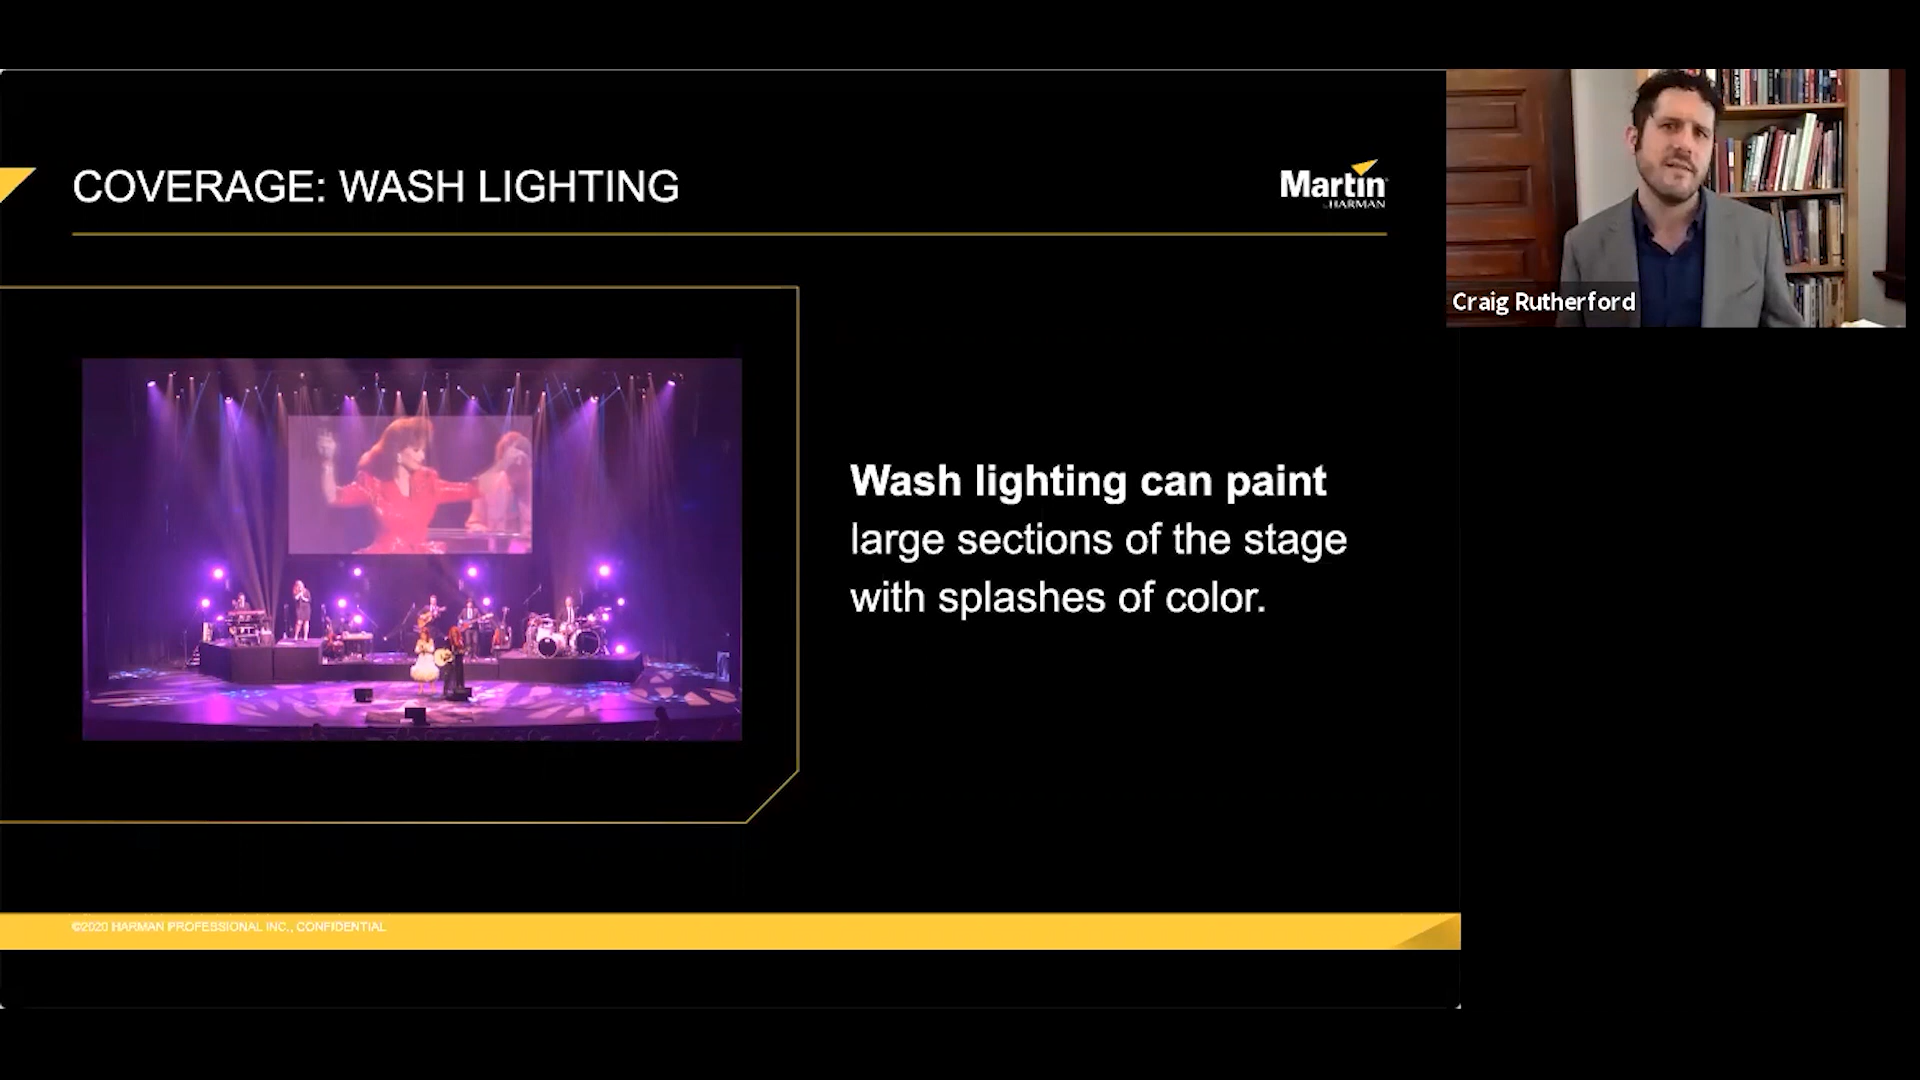 COVERAGE: WASH LIGHTING
Martin
by HARMAN
Craig Rutherford
Wash lighting can paint
large sections of the stage
with splashes of color.
©2020 HARMAN PROFESSIONAL INC., CONFIDENTIAL